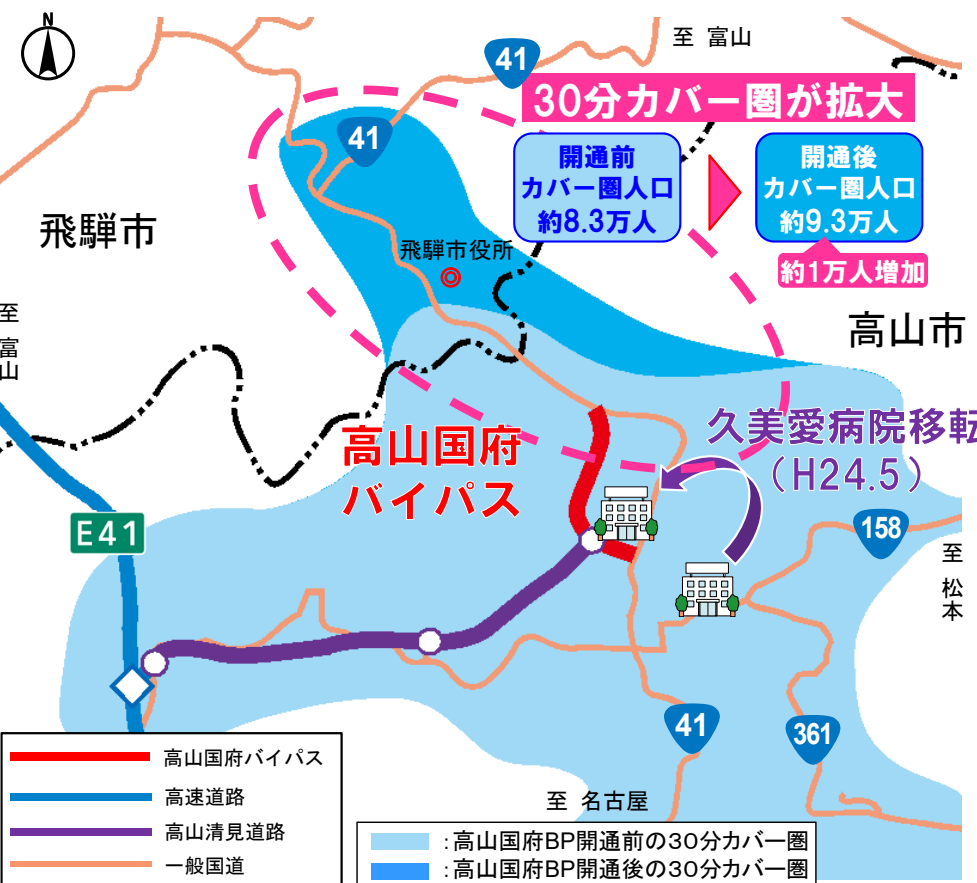 N
至 富山
41
30分カバー圏が拡大
41
開通前
カバー圏人口
約8.3万人
開通後
カバー圏人口
約9.3万人
約1万人増加
飛騨市
飛騨市役所
至
富
山
高山市
久美愛病院移転
（H24.5）
高山国府
バイパス
E41
158
至
松
本
41
361
至 名古屋
高山国府バイパス
高速道路
高山清見道路
一般国道
：高山国府BP開通前の30分カバー圏
：高山国府BP開通後の30分カバー圏